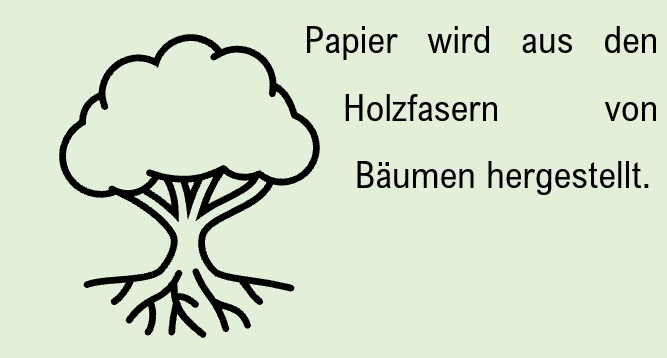 Papier wird aus den
Holzfasern von
Bäumen hergestellt.